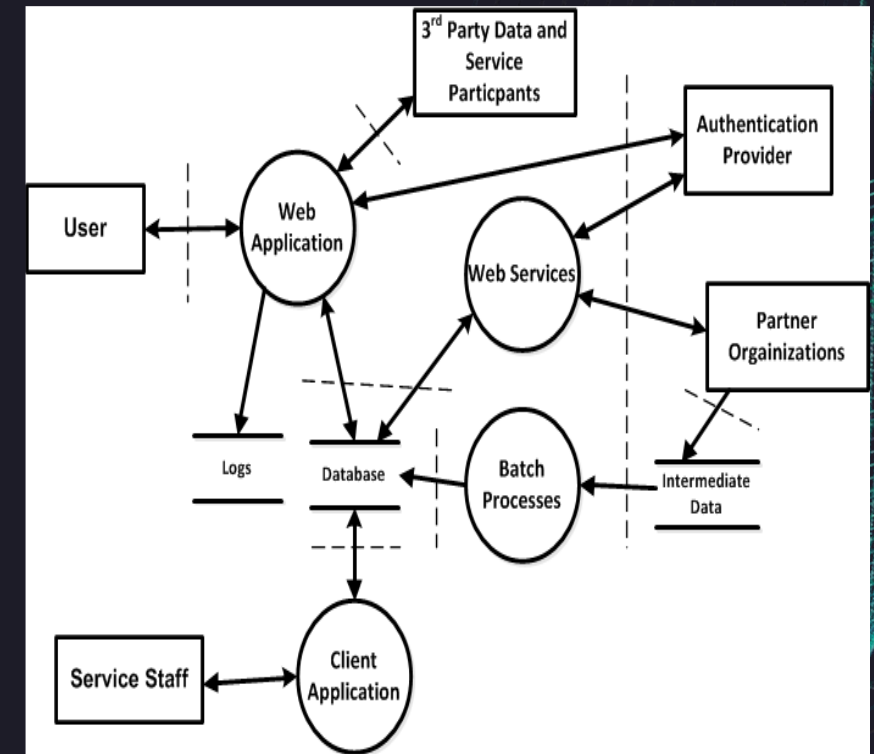 3rd Party Data and
Service
Particpants
Authentication
Provider
User
Web
Application
Web Services
Partner
Orgainizations
Logs
Database
Batch
Processes
Intermediate
Data
Service Staff
Client
Application